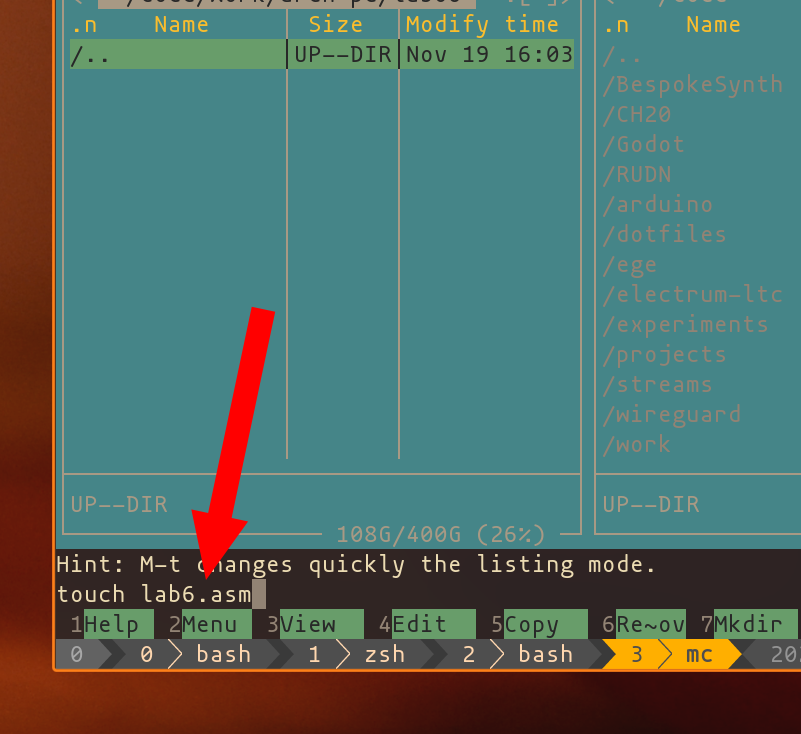 .n Name Size Modify time .n Name
/.. UP--DIR Nov 19 16:03 /..
/BespokeSynth
/CH20
/Godot
/RUDN
/arduino
/dotfiles
/ege
/electrum-ltc
/experiments
/projects
/streams
/wireguard
/work
UP--DIR UP--DIR
108G/400G (26%)
Hint: M-t changes quickly the listing mode.
touch lab6.asm
1Help 2Menu 3View 4Edit 5Copy 6Re~ov 7Mkdir
0 0 bash 1 zsh 2 bash 3 mc 20